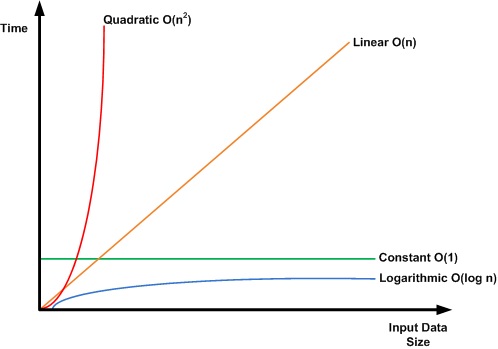 Quadratic O(n²)
Time
Linear O(n)
Constant O(1)
Logarithmic O(log n)
Input Data
Size